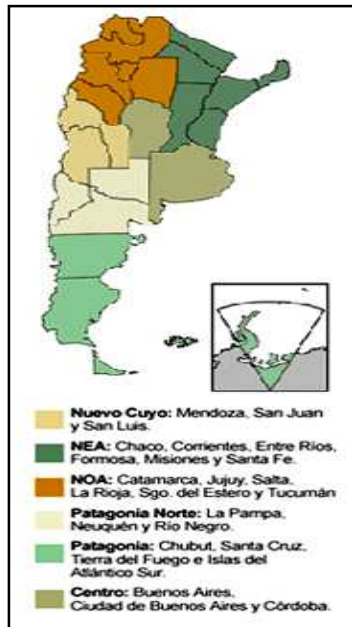 Nuevo Cuyo: Mendoza, San Juan
y San Luis.
NEA: Chaco, Corrientes, Entre Ríos,
Formosa, Misiones y Santa Fe.
NOA: Catamarca, Jujuy, Salta,
La Rioja, Sgo. del Estero y Tucumán
Patagonia Norte: La Pampa,
Neuquén y Río Negro.
Patagonia: Chubut, Santa Cruz,
Tierra del Fuego e Islas del
Atlántico Sur.
Centro: Buenos Aires,
Ciudad de Buenos Aires y Córdoba.